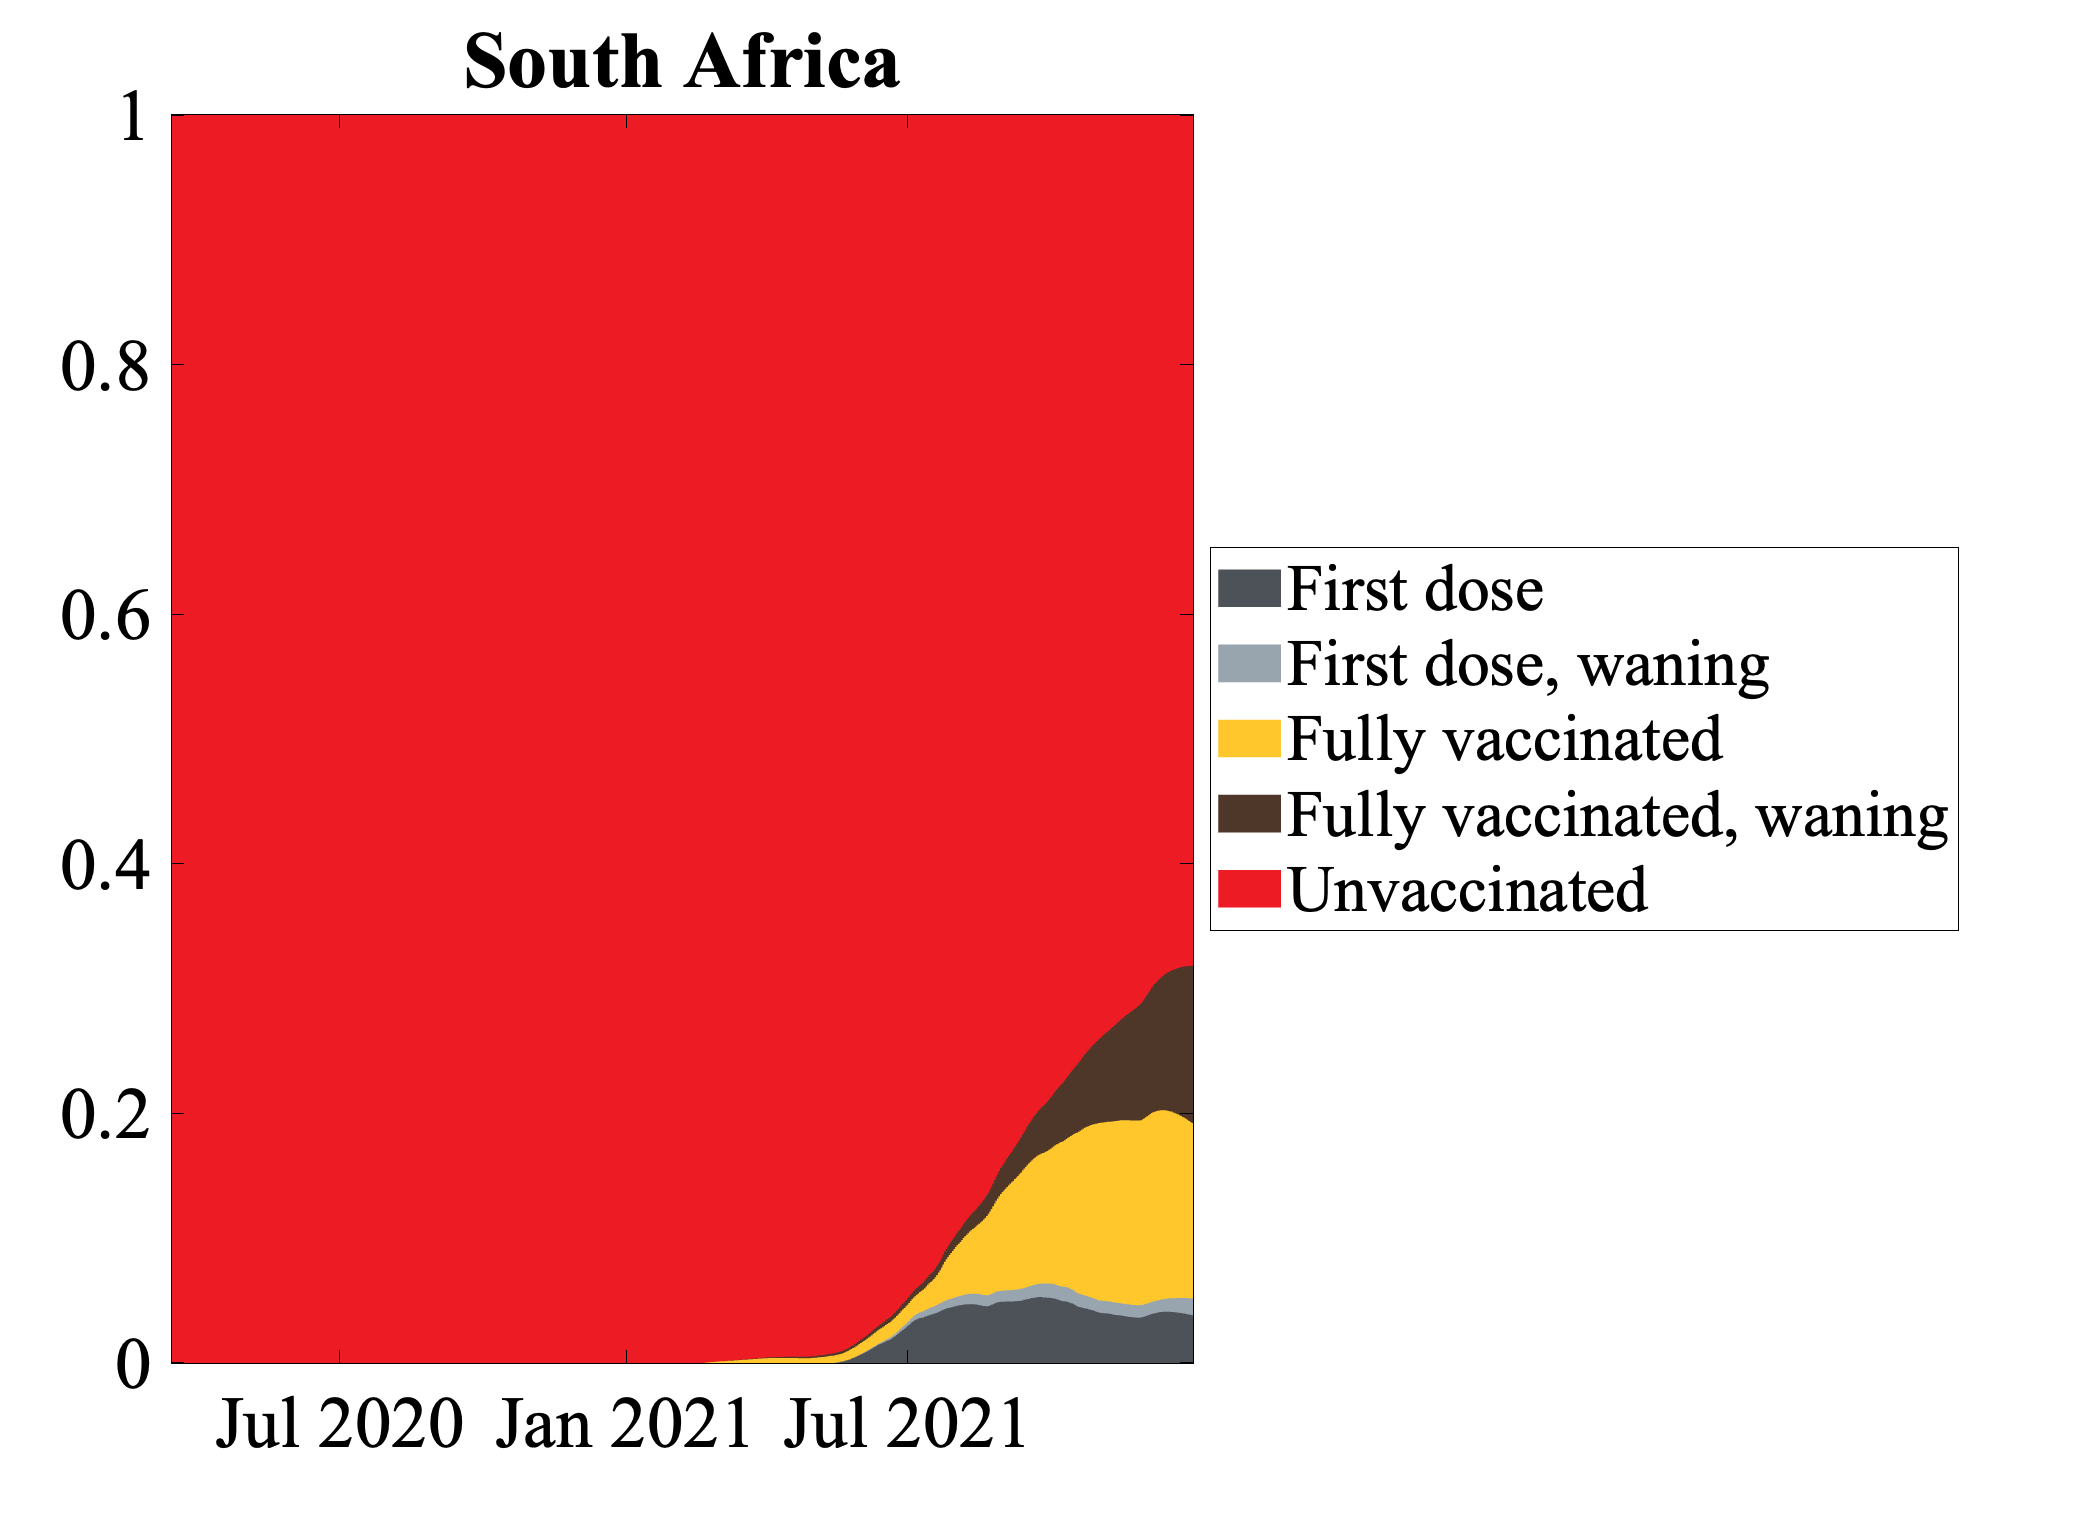 South Africa
1
0.8
0.6
0.4
0.2
0
Jul 2020 Jan 2021 Jul 2021
First dose
First dose, waning
Fully vaccinated
Fully vaccinated, waning
Unvaccinated